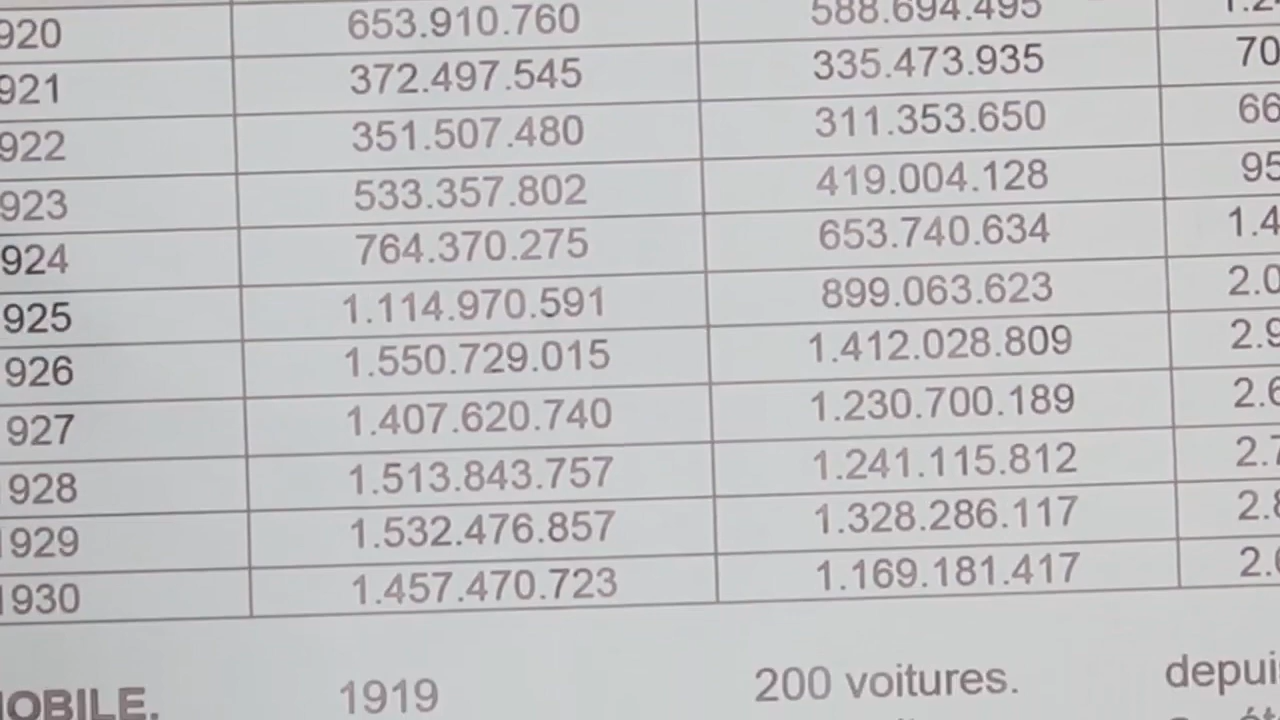 920 653.910.760 588.694.495
921 372.497.545 335.473.935 70
922 351.507.480 311.353.650 66
923 533.357.802 419.004.128 95
924 764.370.275 653.740.634 1.4
925 1.114.970.591 899.063.623 2.0
926 1.550.729.015 1.412.028.809 2.9
927 1.407.620.740 1.230.700.189 2.6
928 1.513.843.757 1.241.115.812 2.7
1929 1.532.476.857 1.328.286.117 2.8
1930 1.457.470.723 1.169.181.417 2.0
OBILE. 1919 200 voitures. depui